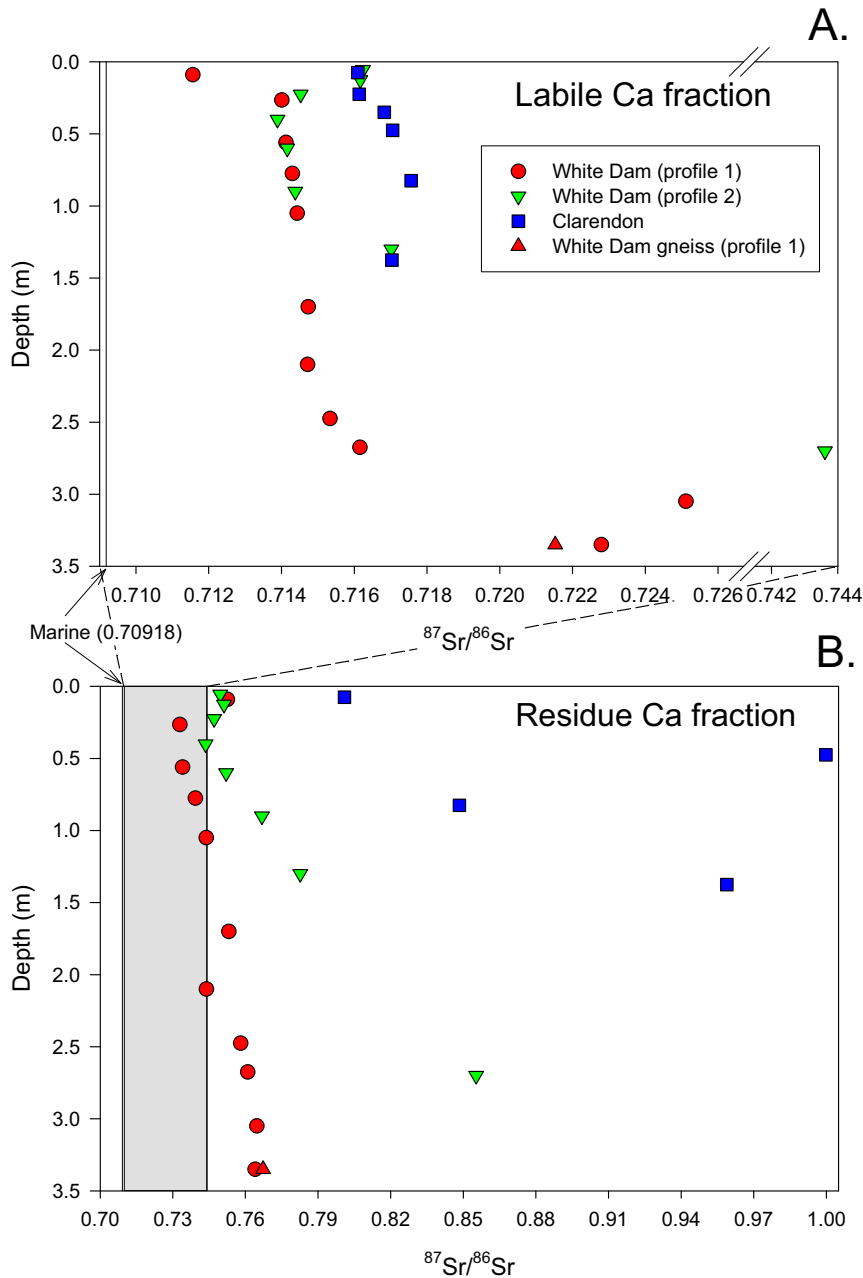 A.
Labile Ca fraction
White Dam (profile 1)
White Dam (profile 2)
Clarendon
White Dam gneiss (profile 1)
Depth (m)
0.0
0.5
1.0
1.5
2.0
2.5
3.0
3.5
0.710 0.712 0.714 0.716 0.718 0.720 0.722 0.724 0.726 0.742 0.744
Marine (0.70918)
⁸⁷Sr/⁸⁶Sr
B.
Residue Ca fraction
Depth (m)
0.0
0.5
1.0
1.5
2.0
2.5
3.0
3.5
0.70 0.73 0.76 0.79 0.82 0.85 0.88 0.91 0.94 0.97 1.00
⁸⁷Sr/⁸⁶Sr